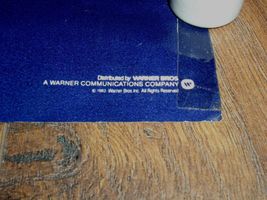 Distributed by WARNER BROS
A WARNER COMMUNICATIONS COMPANY
© 1983 Warner Bros Inc. All Rights Reserved